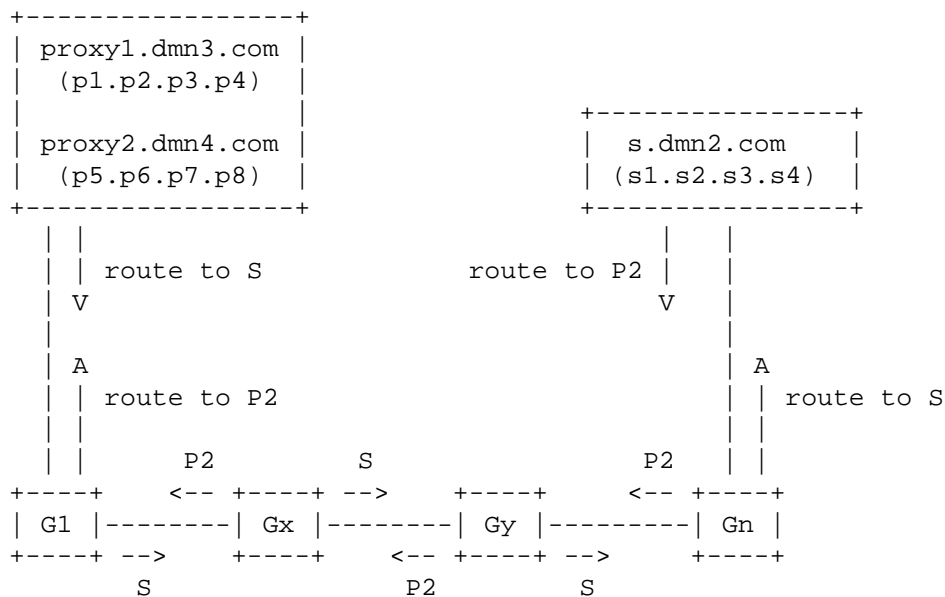 proxy1.dmn3.com
(p1.p2.p3.p4)
proxy2.dmn4.com
(p5.p6.p7.p8)
s.dmn2.com
(s1.s2.s3.s4)
route to S
route to P2
V
V
A
A
route to P2
route to S
P2 S P2
<-- --> <--
G1 Gx Gy Gn
--> <-- -->
S P2 S